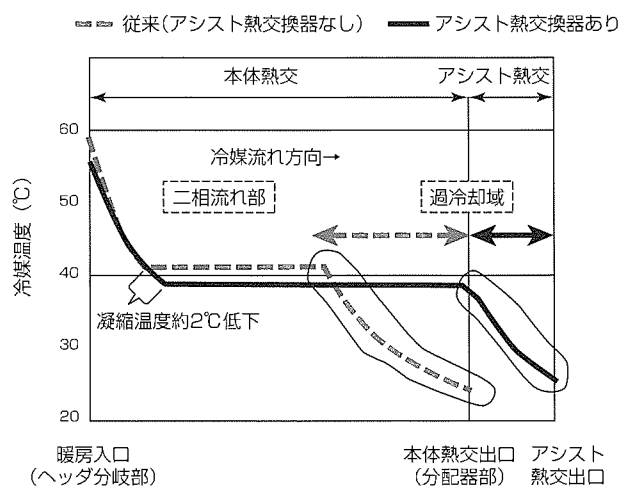 従来(アシスト熱交換器なし)
アシスト熱交換器あり
本体熱交
アシスト熱交
60
50
40
30
20
冷媒温度 (℃)
冷媒流れ方向→
二相流れ部
過冷却域
凝縮温度約2℃低下
暖房入口
(ヘッダ分岐部)
本体熱交出口
(分配器部)
アシスト
熱交出口